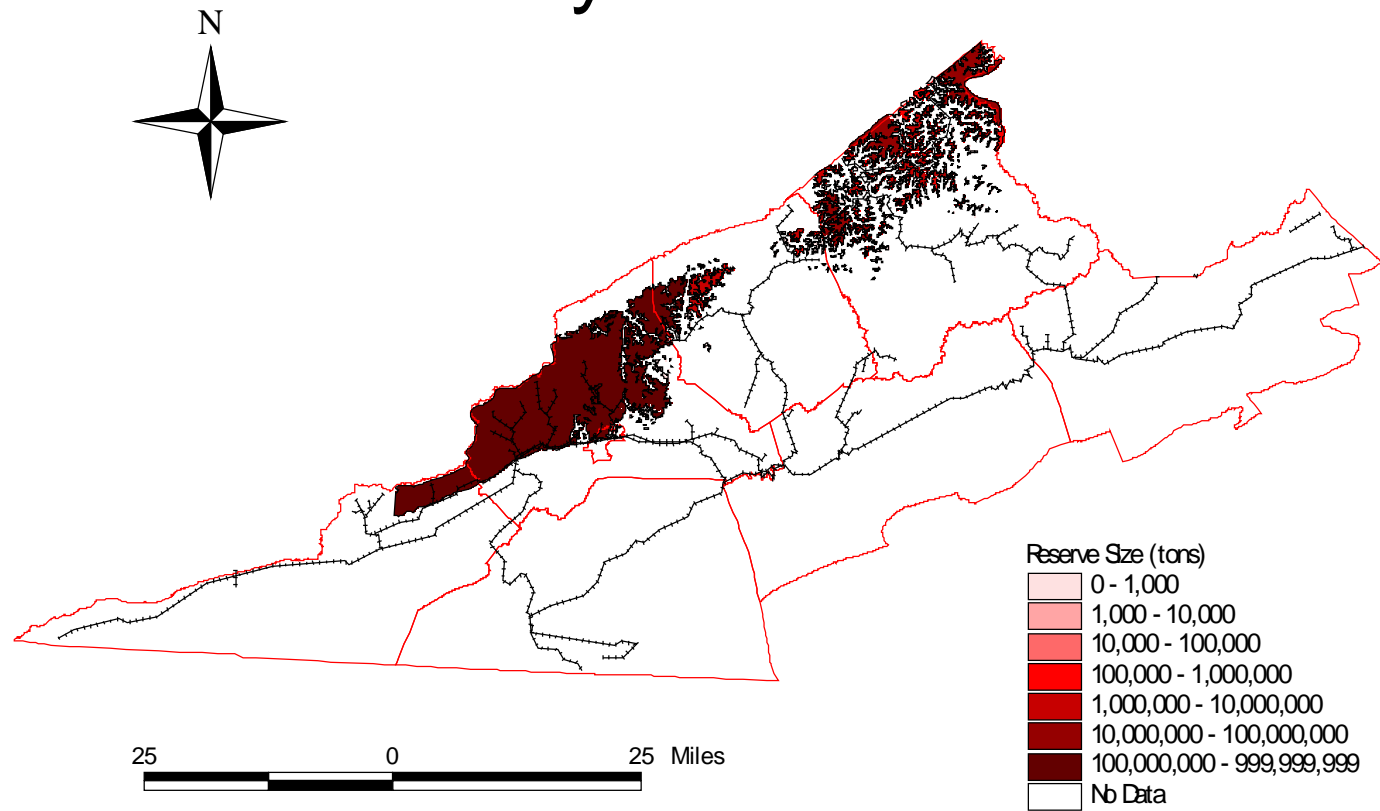 N
Reserve Size (tons)
0 - 1,000
1,000 - 10,000
10,000 - 100,000
100,000 - 1,000,000
1,000,000 - 10,000,000
10,000,000 - 100,000,000
100,000,000 - 999,999,999
No Data
25 0 25 Miles